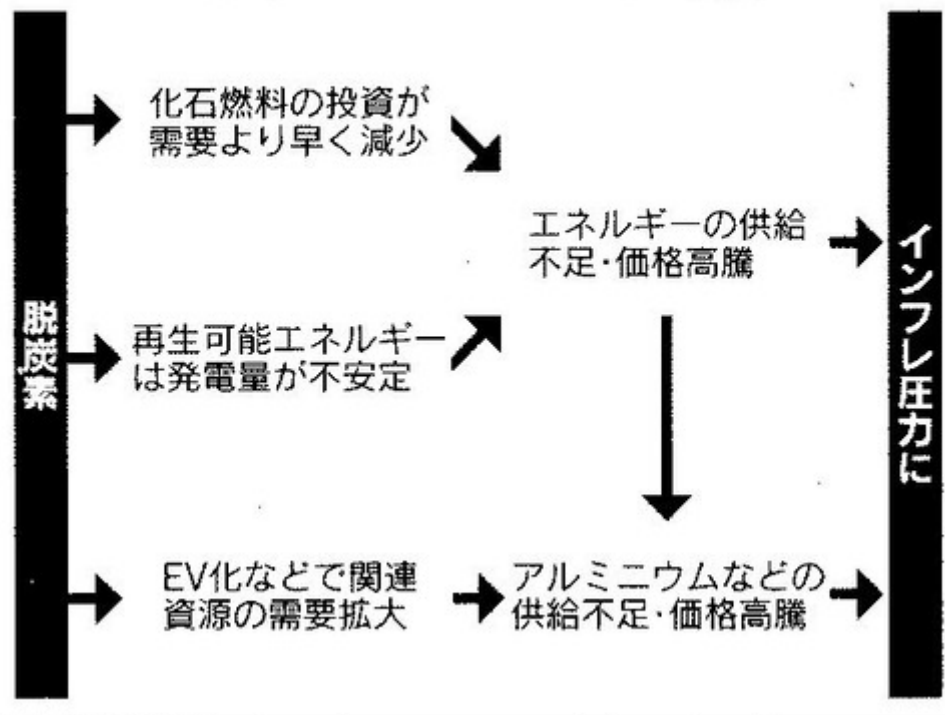 脱炭素
化石燃料の投資が
需要より早く減少
再生可能エネルギー
は発電量が不安定
EV化などで関連
資源の需要拡大
エネルギーの供給
不足・価格高騰
アルミニウムなどの
供給不足・価格高騰
インフレ圧力に